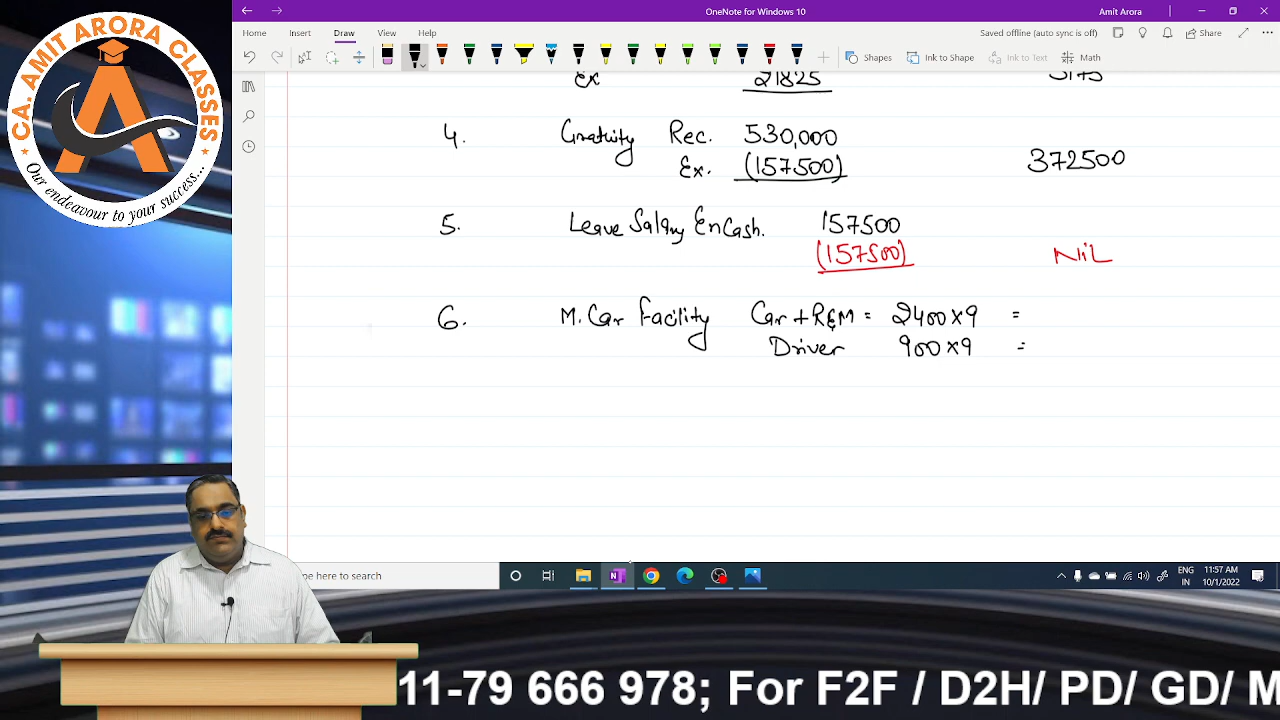 CA. AMIT ARORA CLASSES
Our endeavour to your success...
OneNote for Windows 10
Amit Arora
Home Insert Draw View Help
Saved offline (auto sync is off)
Share
Shapes
Ink to Shape
Ink to Text
Math
Ex 21825 3175
4. Gratuity Rec. 530,000
Ex. (157500) 372500
5. Leave Salary EnCash. 157500
(157500) NiL
6. M. Car Facility Car + R&M = 2400×9 =
Driver 900×9 =
here to search
ENG
IN
11:57 AM
10/1/2022
11-79 666 978; For F2F / D2H/ PD/ GD/ M